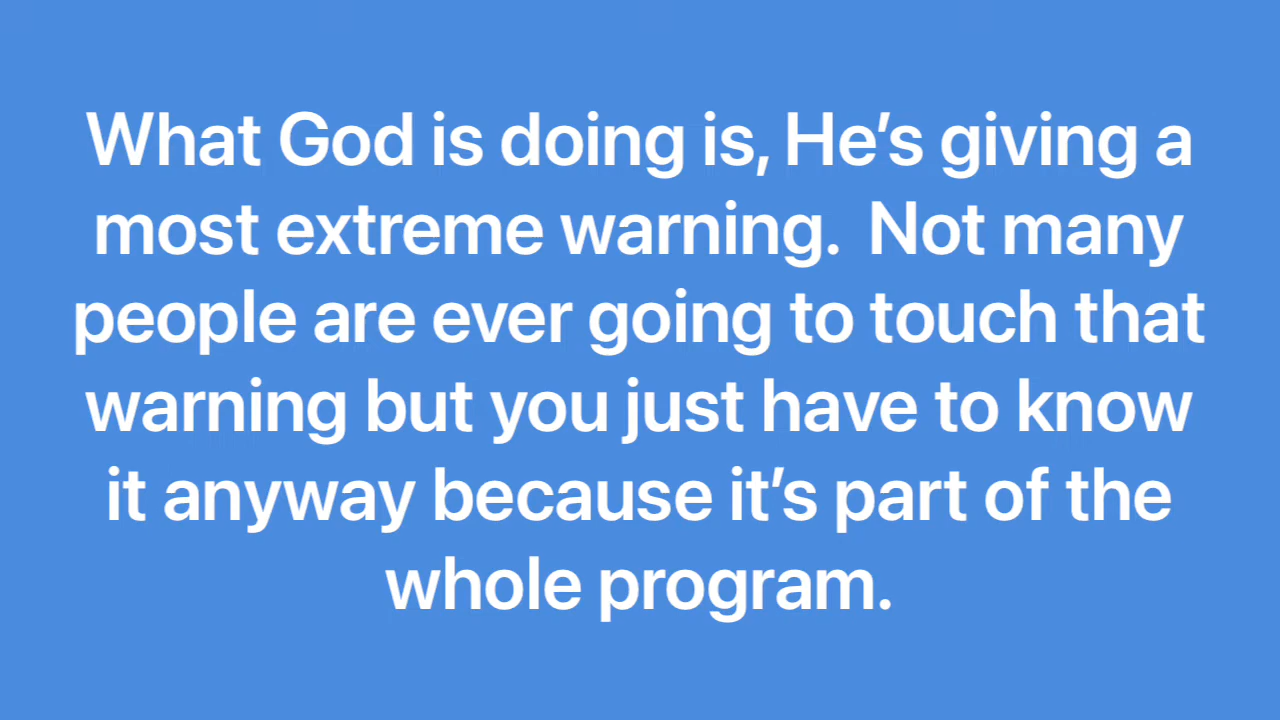 What God is doing is, He’s giving a
most extreme warning.  Not many
people are ever going to touch that
warning but you just have to know
it anyway because it’s part of the
whole program.